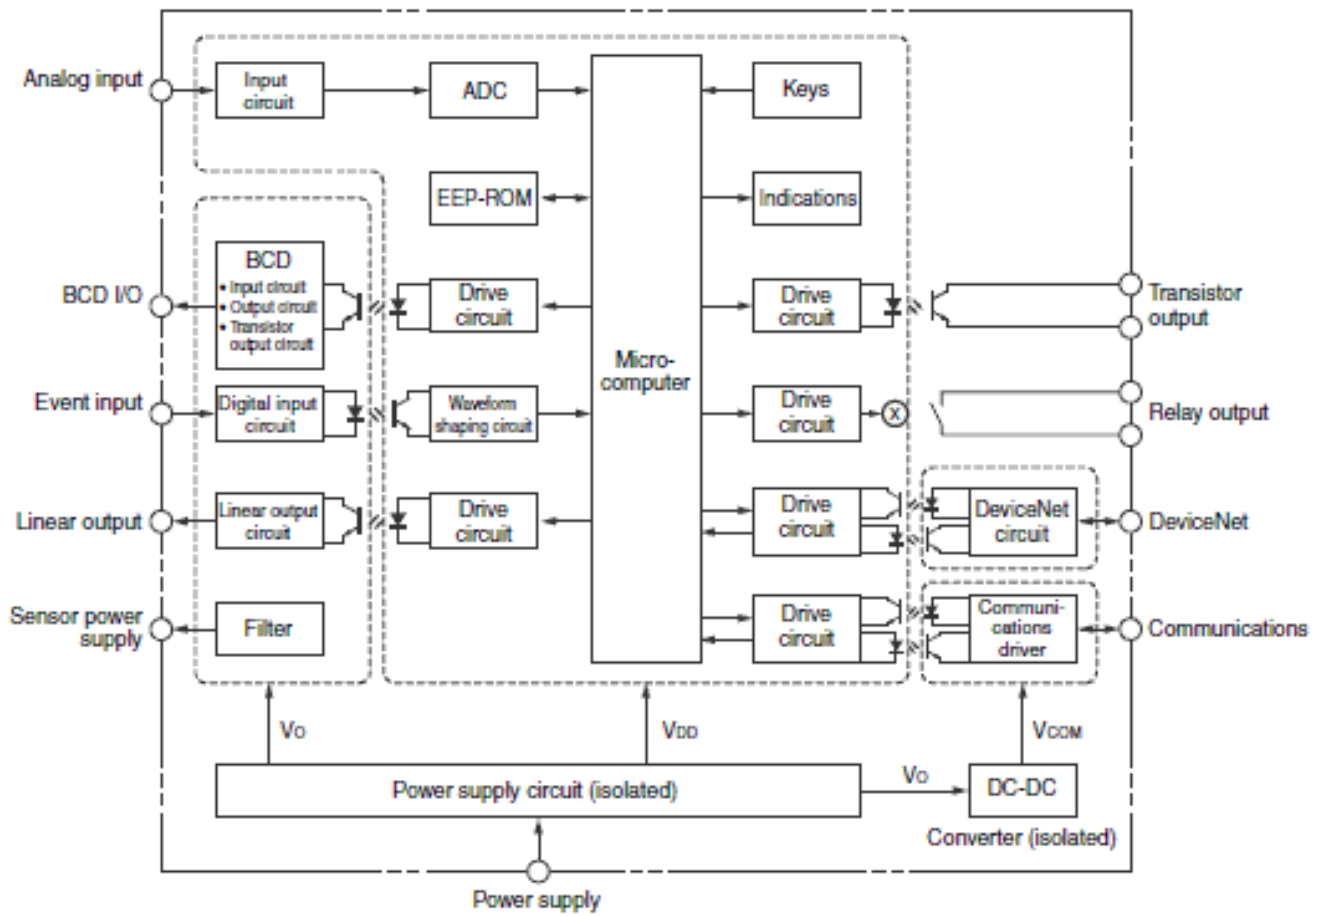 Analog input
Input
circuit
ADC
Keys
EEP-ROM
Indications
BCD I/O
BCD
• Input circuit
• Output circuit
• Transistor
output circuit
Drive
circuit
Drive
circuit
Transistor
output
Micro-
computer
Event input
Digital input
circuit
Waveform
shaping circuit
Drive
circuit
X
Relay output
Linear output
Linear output
circuit
Drive
circuit
Drive
circuit
DeviceNet
circuit
DeviceNet
Sensor power
supply
Filter
Drive
circuit
Communi-
cations
driver
Communications
VO
VDD
VCOM
Power supply circuit (isolated)
VO
DC-DC
Converter (isolated)
Power supply